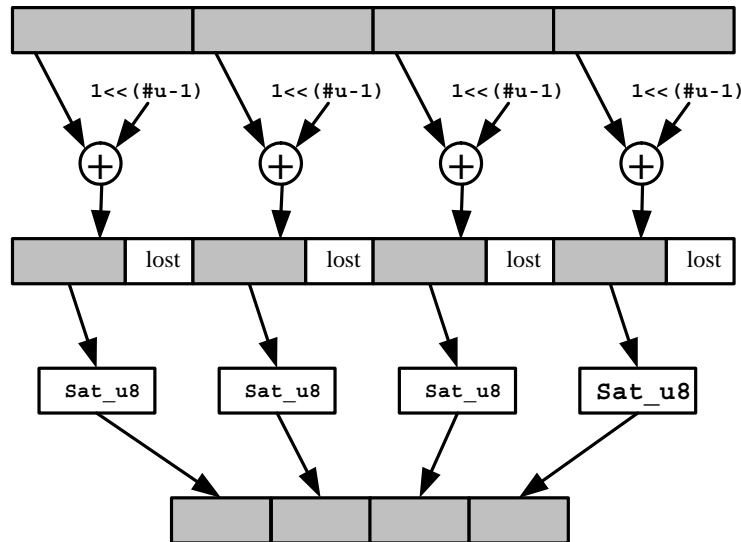 1<<(#u-1) 1<<(#u-1) 1<<(#u-1) 1<<(#u-1)
+ + + +
lost lost lost lost
Sat_u8 Sat_u8 Sat_u8 Sat_u8